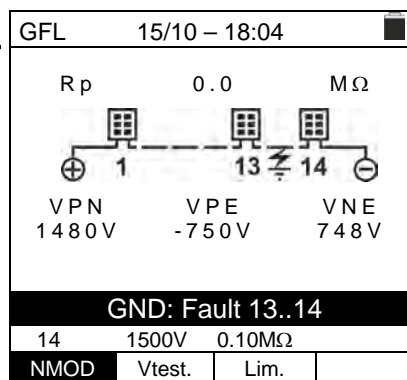 GFL 15/10 – 18:04
Rp 0.0 MΩ
1 13 14
VPN VPE VNE
1480V -750V 748V
GND: Fault 13..14
14 1500V 0.10MΩ
NMOD Vtest. Lim.